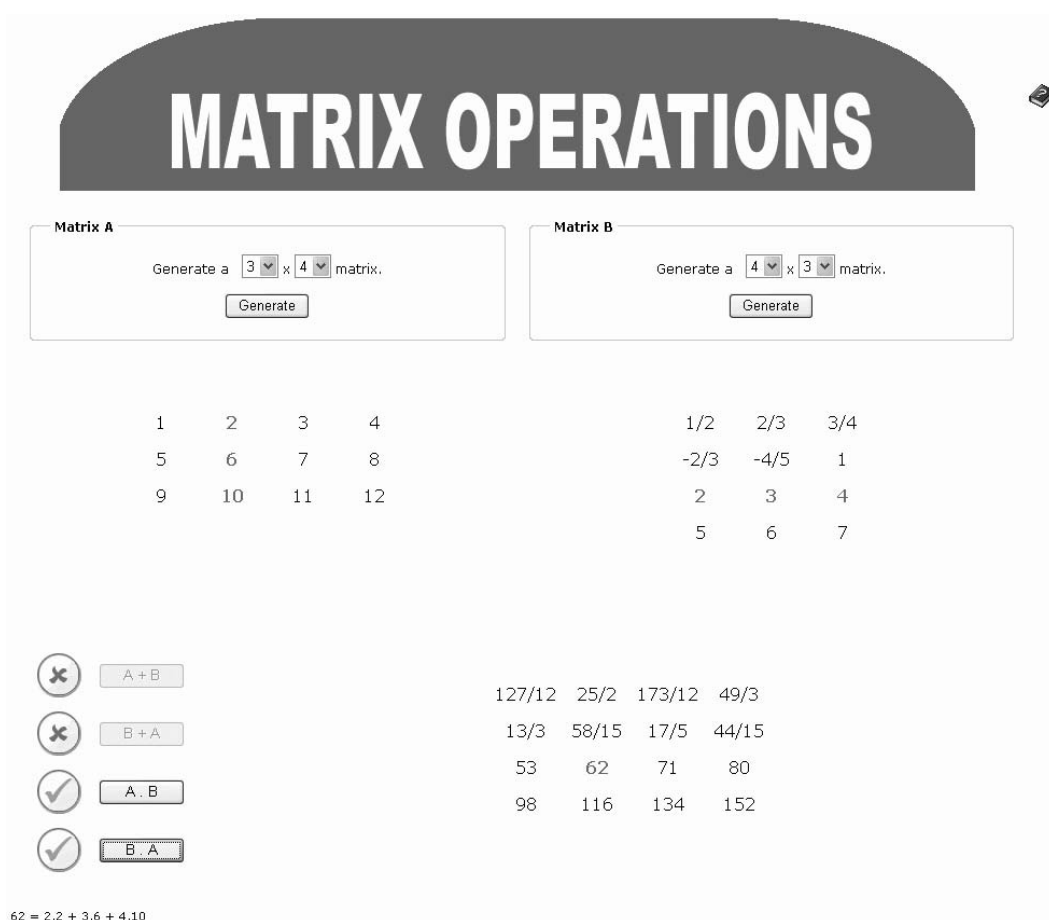 MATRIX OPERATIONS
Matrix A
Generate a 3 x 4 matrix.
Generate
Matrix B
Generate a 4 x 3 matrix.
Generate
1 2 3 4
5 6 7 8
9 10 11 12
1/2 2/3 3/4
-2/3 -4/5 1
2 3 4
5 6 7
A + B
B + A
A . B
B . A
127/12 25/2 173/12 49/3
13/3 58/15 17/5 44/15
53 62 71 80
98 116 134 152
62 = 2.2 + 3.6 + 4.10